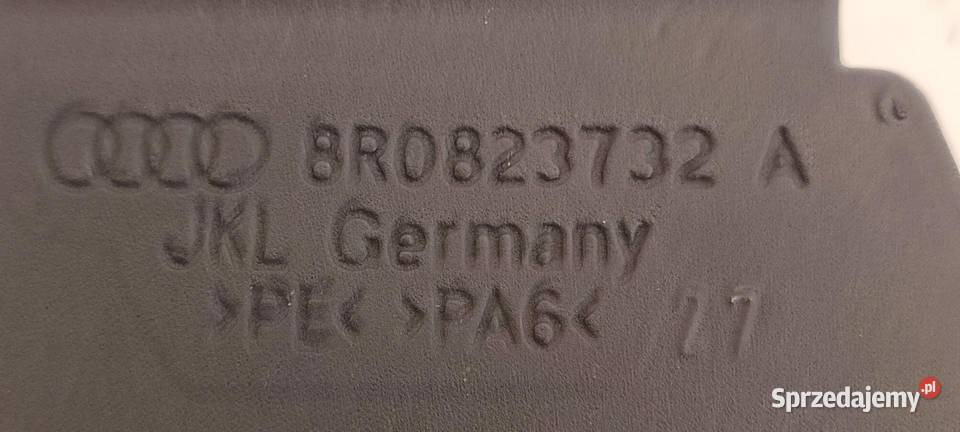 8R0823732 A
JKL Germany
>PE< >PA6<
Sprzedajemy.pl